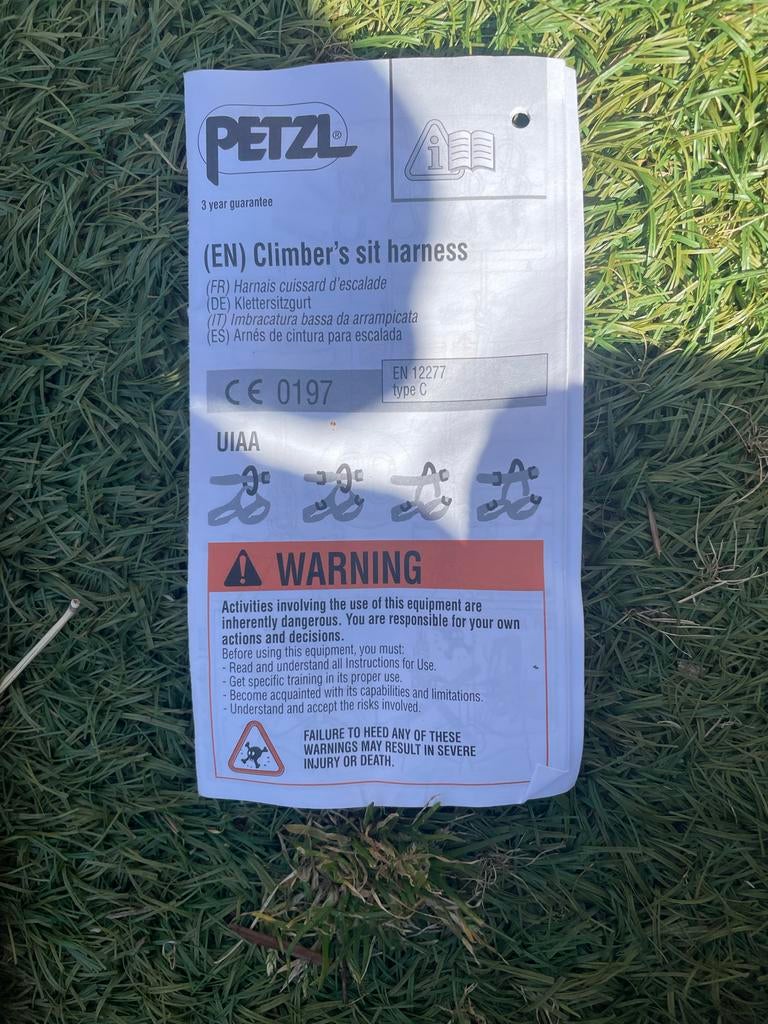 PETZL®
3 year guarantee
(EN) Climber's sit harness
(FR) Harnais cuissard d'escalade
(DE) Klettersitzgurt
(IT) Imbracatura bassa da arrampicata
(ES) Arnés de cintura para escalada
CE 0197
EN 12277
type C
UIAA
WARNING
Activities involving the use of this equipment are
inherently dangerous. You are responsible for your own
actions and decisions.
Before using this equipment, you must:
- Read and understand all Instructions for Use.
- Get specific training in its proper use.
- Become acquainted with its capabilities and limitations.
- Understand and accept the risks involved.
FAILURE TO HEED ANY OF THESE
WARNINGS MAY RESULT IN SEVERE
INJURY OR DEATH.